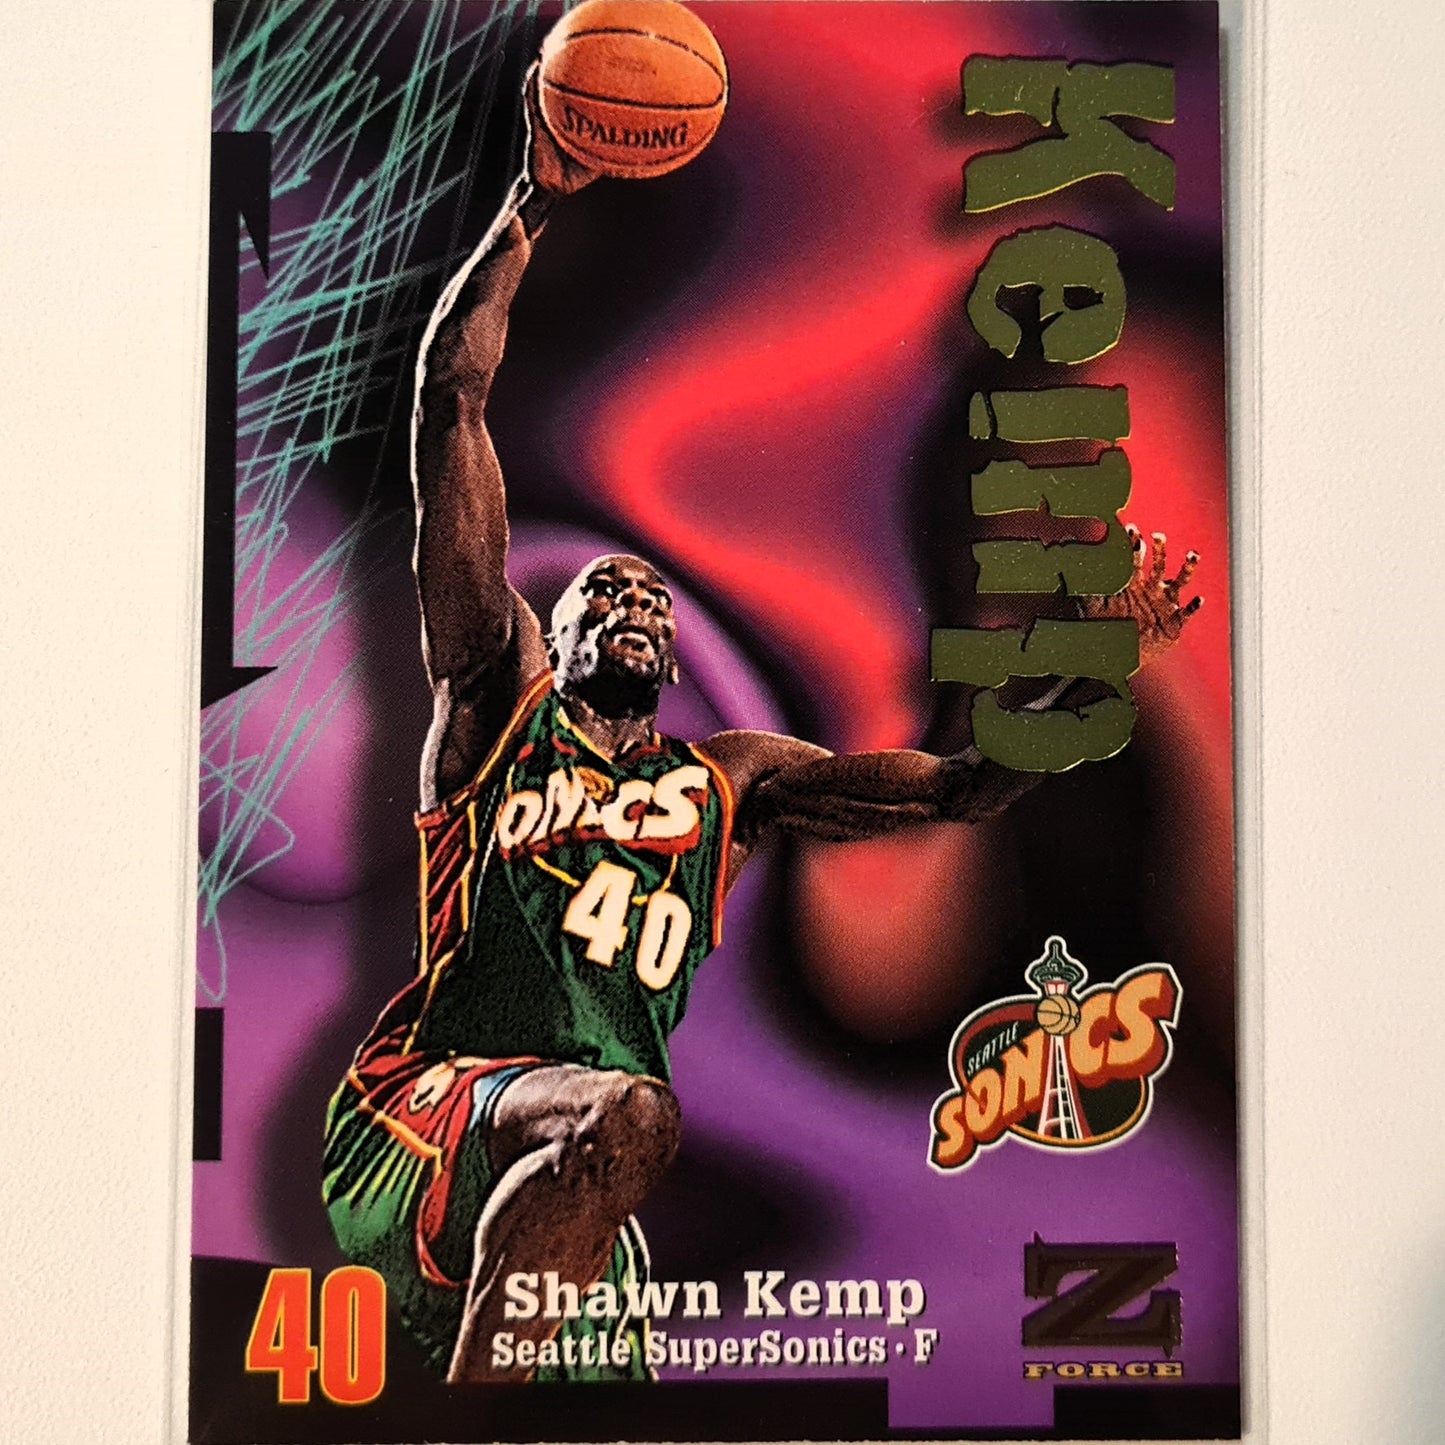 SPALDING
Kemp
SONICS
40
SEATTLE
SONICS
40
Shawn Kemp
Seattle SuperSonics · F
Z
FORCE